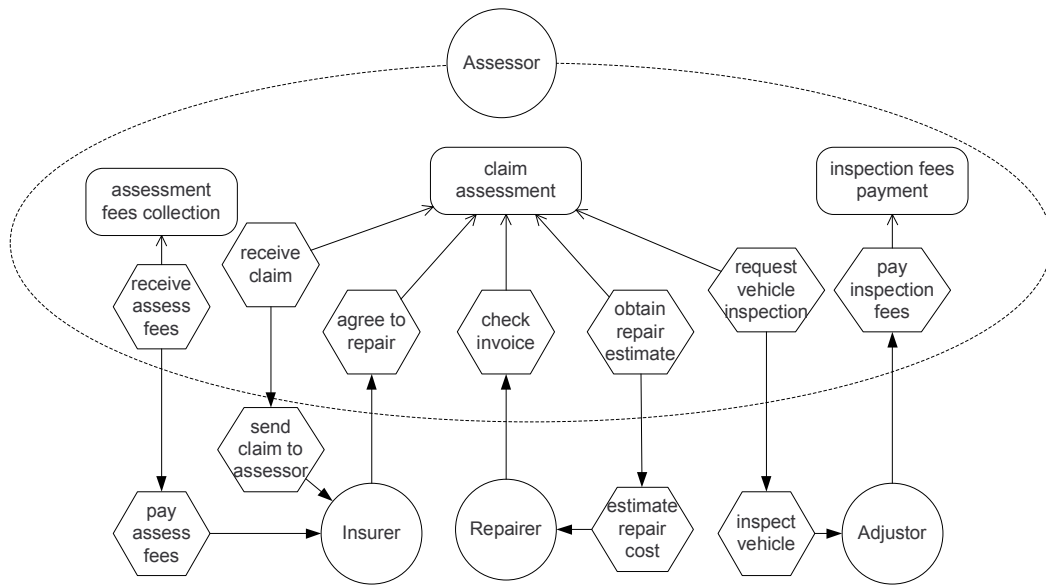 Assessor
assessment
fees collection
claim
assessment
inspection fees
payment
receive
claim
receive
assess
fees
agree to
repair
check
invoice
obtain
repair
estimate
request
vehicle
inspection
pay
inspection
fees
send
claim to
assessor
pay
assess
fees
Insurer
Repairer
estimate
repair
cost
inspect
vehicle
Adjustor